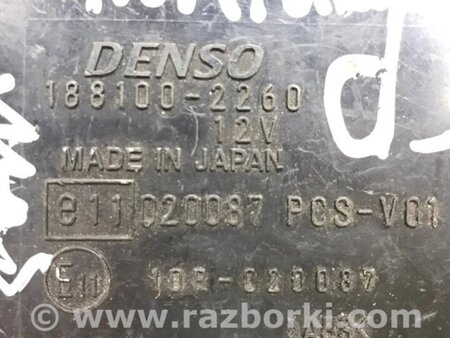 DENSO
188100-2260
12V
MADE IN JAPAN
e11 020087 PCS-V01
E11 10R-020087
© www.razborki.com